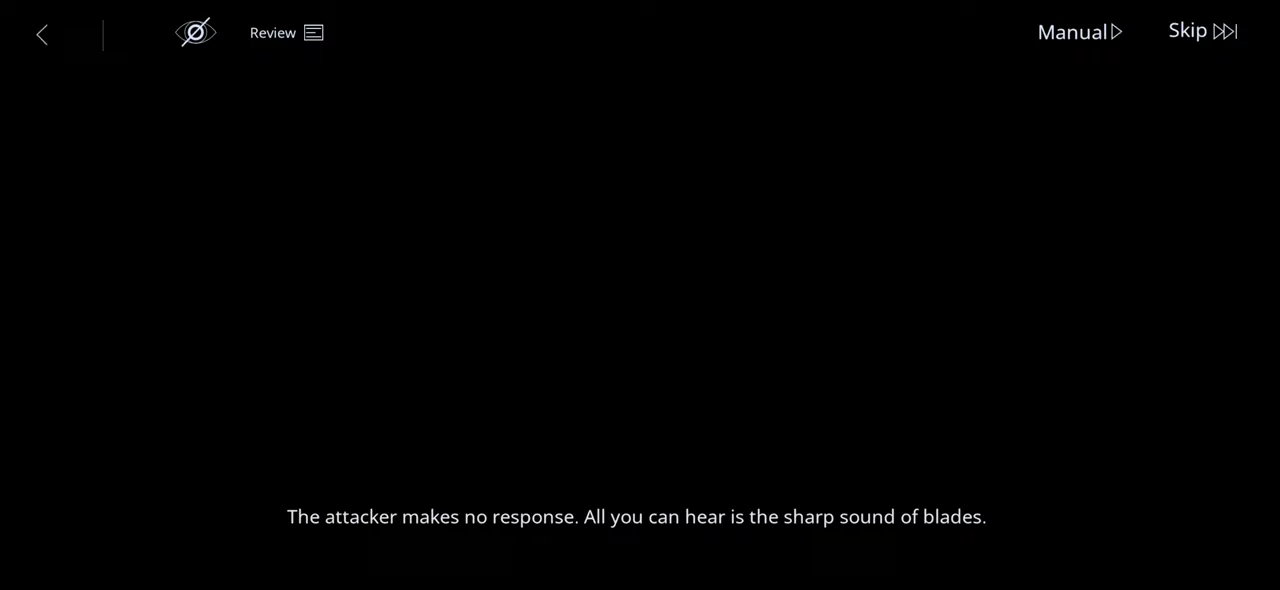 Review
Manual
Skip
The attacker makes no response. All you can hear is the sharp sound of blades.